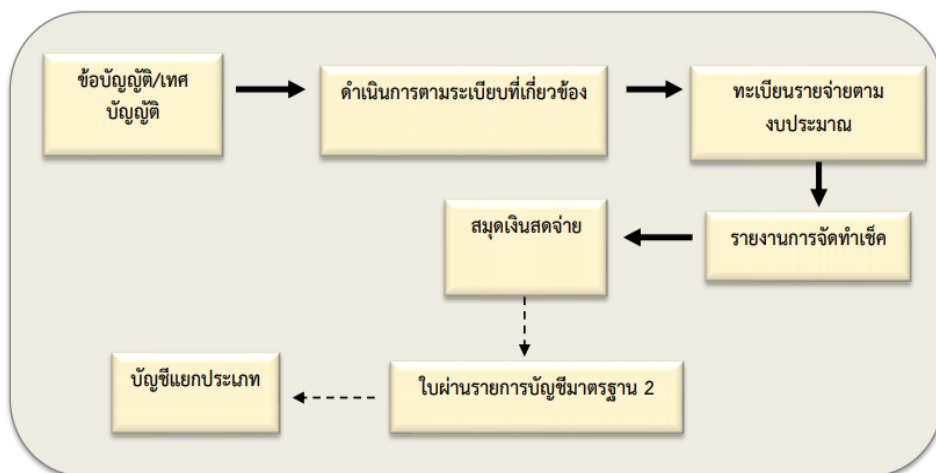 ข้อบัญญัติ/เทศ
บัญญัติ
ดำเนินการตามระเบียบที่เกี่ยวข้อง
ทะเบียนรายจ่ายตาม
งบประมาณ
รายงานการจัดทำเช็ค
สมุดเงินสดจ่าย
ใบผ่านรายการบัญชีมาตรฐาน 2
บัญชีแยกประเภท